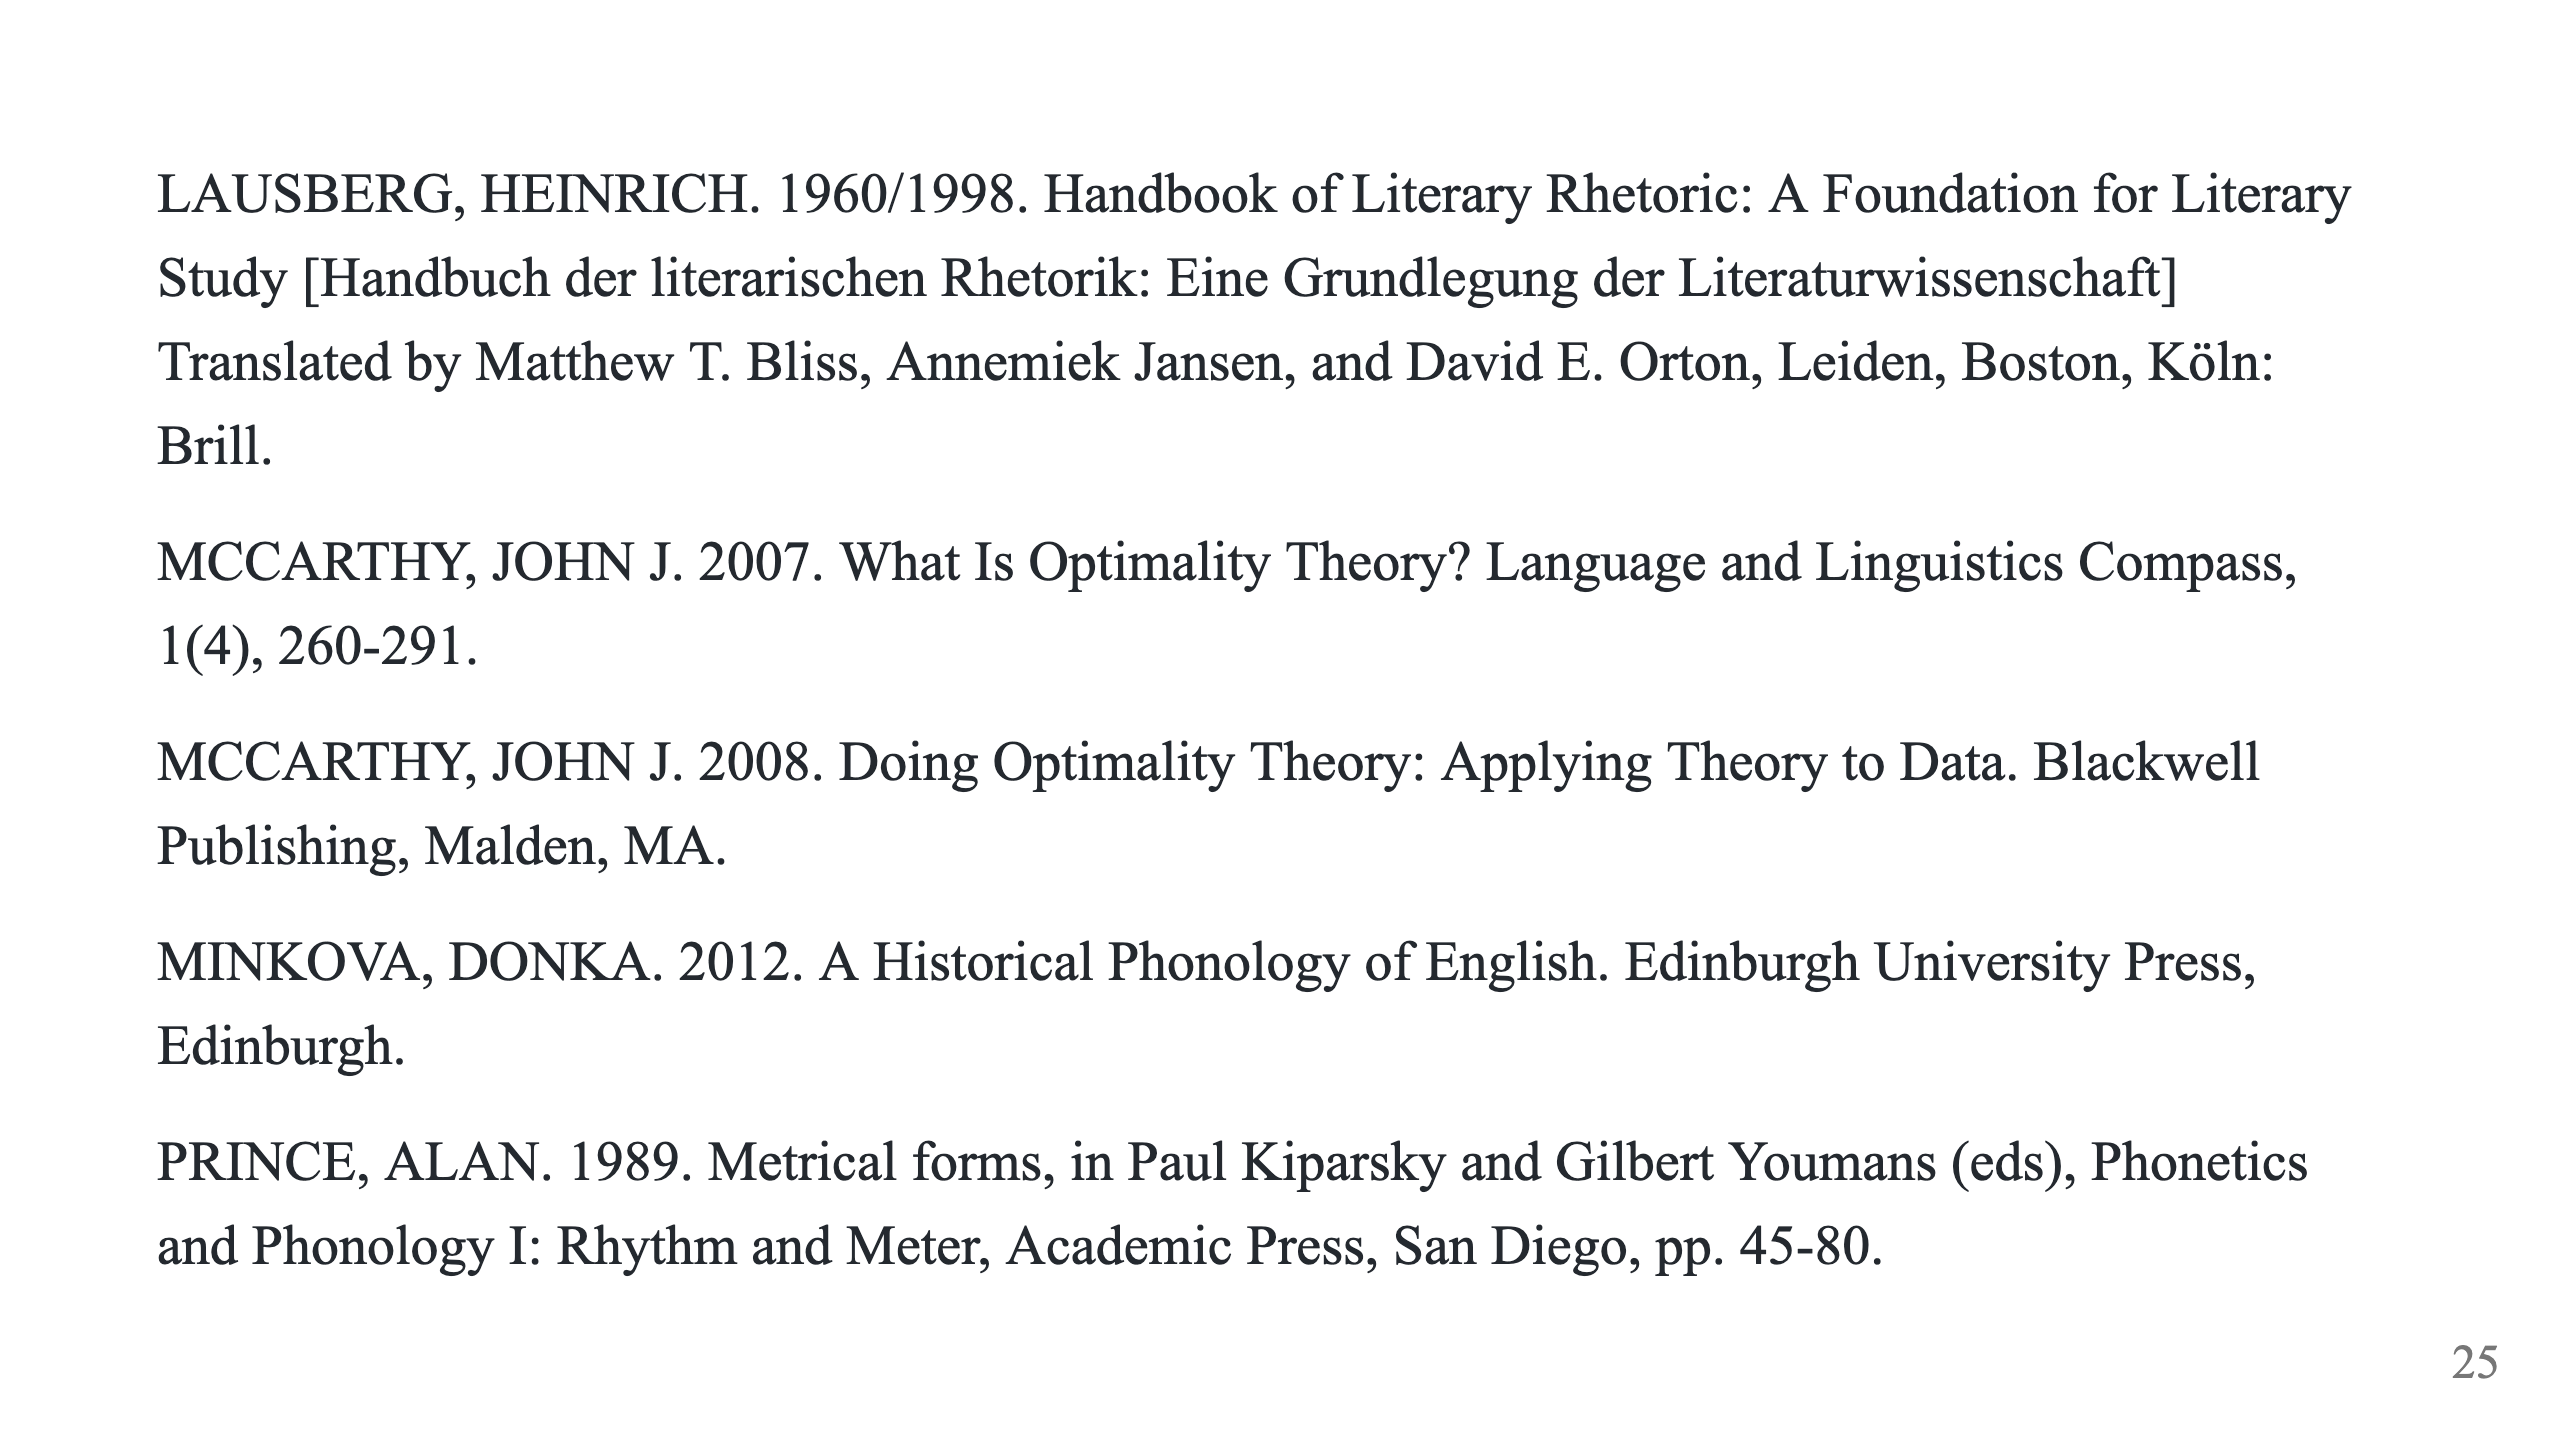 LAUSBERG, HEINRICH. 1960/1998. Handbook of Literary Rhetoric: A Foundation for Literary
Study [Handbuch der literarischen Rhetorik: Eine Grundlegung der Literaturwissenschaft]
Translated by Matthew T. Bliss, Annemiek Jansen, and David E. Orton, Leiden, Boston, Köln:
Brill.
MCCARTHY, JOHN J. 2007. What Is Optimality Theory? Language and Linguistics Compass,
1(4), 260-291.
MCCARTHY, JOHN J. 2008. Doing Optimality Theory: Applying Theory to Data. Blackwell
Publishing, Malden, MA.
MINKOVA, DONKA. 2012. A Historical Phonology of English. Edinburgh University Press,
Edinburgh.
PRINCE, ALAN. 1989. Metrical forms, in Paul Kiparsky and Gilbert Youmans (eds), Phonetics
and Phonology I: Rhythm and Meter, Academic Press, San Diego, pp. 45-80.
25